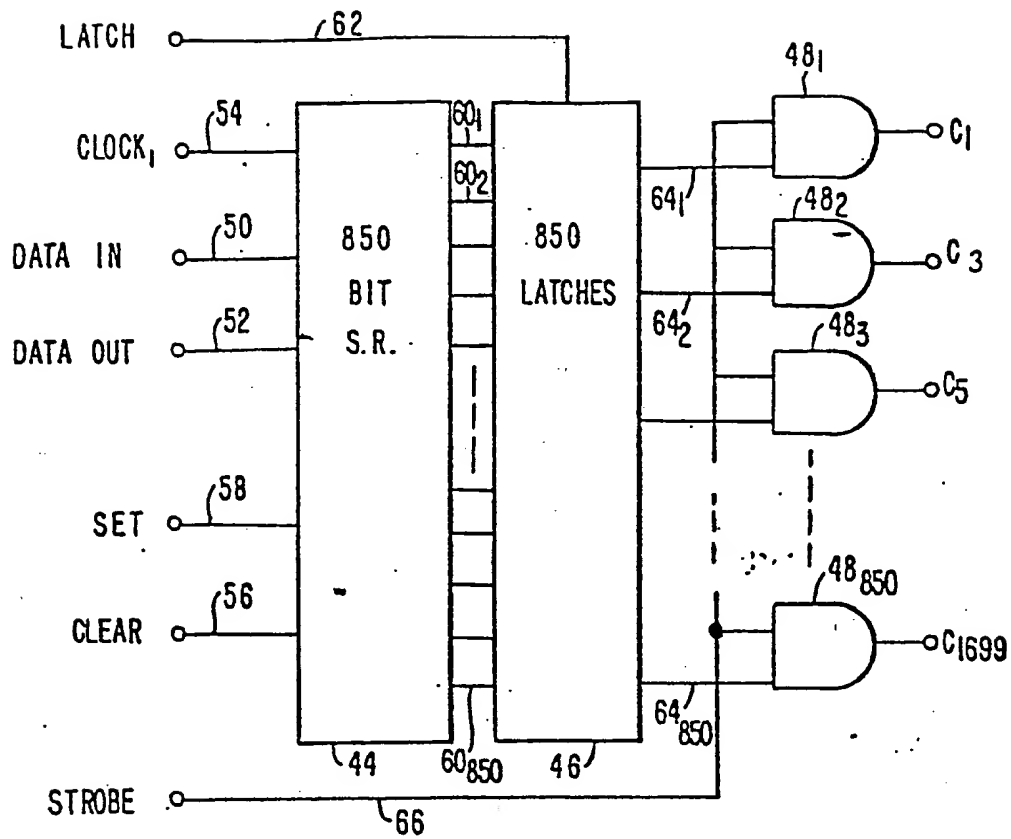 LATCH
62
48₁
C₁
54
CLOCK₁
60₁
60₂
64₁
48₂
C₃
50
DATA IN
850
BIT
S.R.
850
LATCHES
64₂
52
DATA OUT
48₃
C₅
58
SET
56
CLEAR
48₈₅₀
C₁₆₉₉
64₈₅₀
44
60₈₅₀
46
STROBE
66